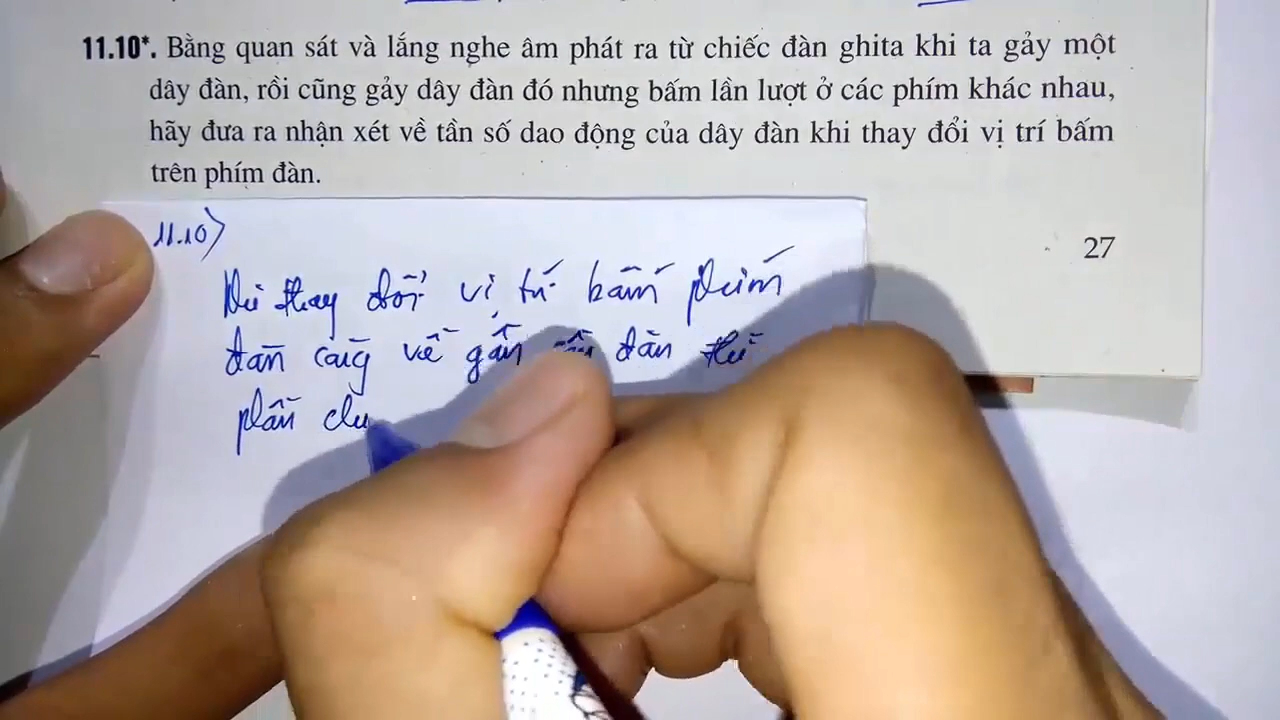 11.10*. Bằng quan sát và lắng nghe âm phát ra từ chiếc đàn ghita khi ta gảy một
dây đàn, rồi cũng gảy dây đàn đó nhưng bấm lần lượt ở các phím khác nhau,
hãy đưa ra nhận xét về tần số dao động của dây đàn khi thay đổi vị trí bấm
trên phím đàn.
27
11.10)
thay đổi vị trí bấm phím
đàn càng về gần đàn thì
phần